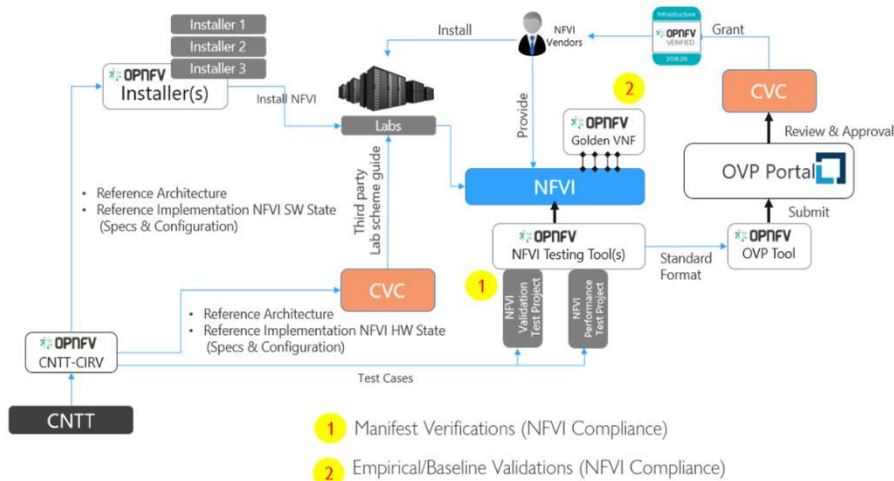 Installer 1
Installer 2
Installer 3
OPNFV
Installer(s)
Install NFVI
Install
NFVI
Vendors
Infrastructure
OPNFV
VERIFIED
2018.09
Grant
CVC
Review & Approval
OVP Portal
Submit
OPNFV
OVP Tool
Standard
Format
2
OPNFV
Golden VNF
Provide
Labs
NFVI
OPNFV
NFVI Testing Tool(s)
1
NFVI
Validation
Test Project
NFVI
Performance
Test Project
Third party
Lab scheme guide
• Reference Architecture
• Reference Implementation NFVI SW State
(Specs & Configuration)
CVC
• Reference Architecture
• Reference Implementation NFVI HW State
(Specs & Configuration)
OPNFV
CNTT-CIRV
Test Cases
CNTT
1 Manifest Verifications (NFVI Compliance)
2 Empirical/Baseline Validations (NFVI Compliance)